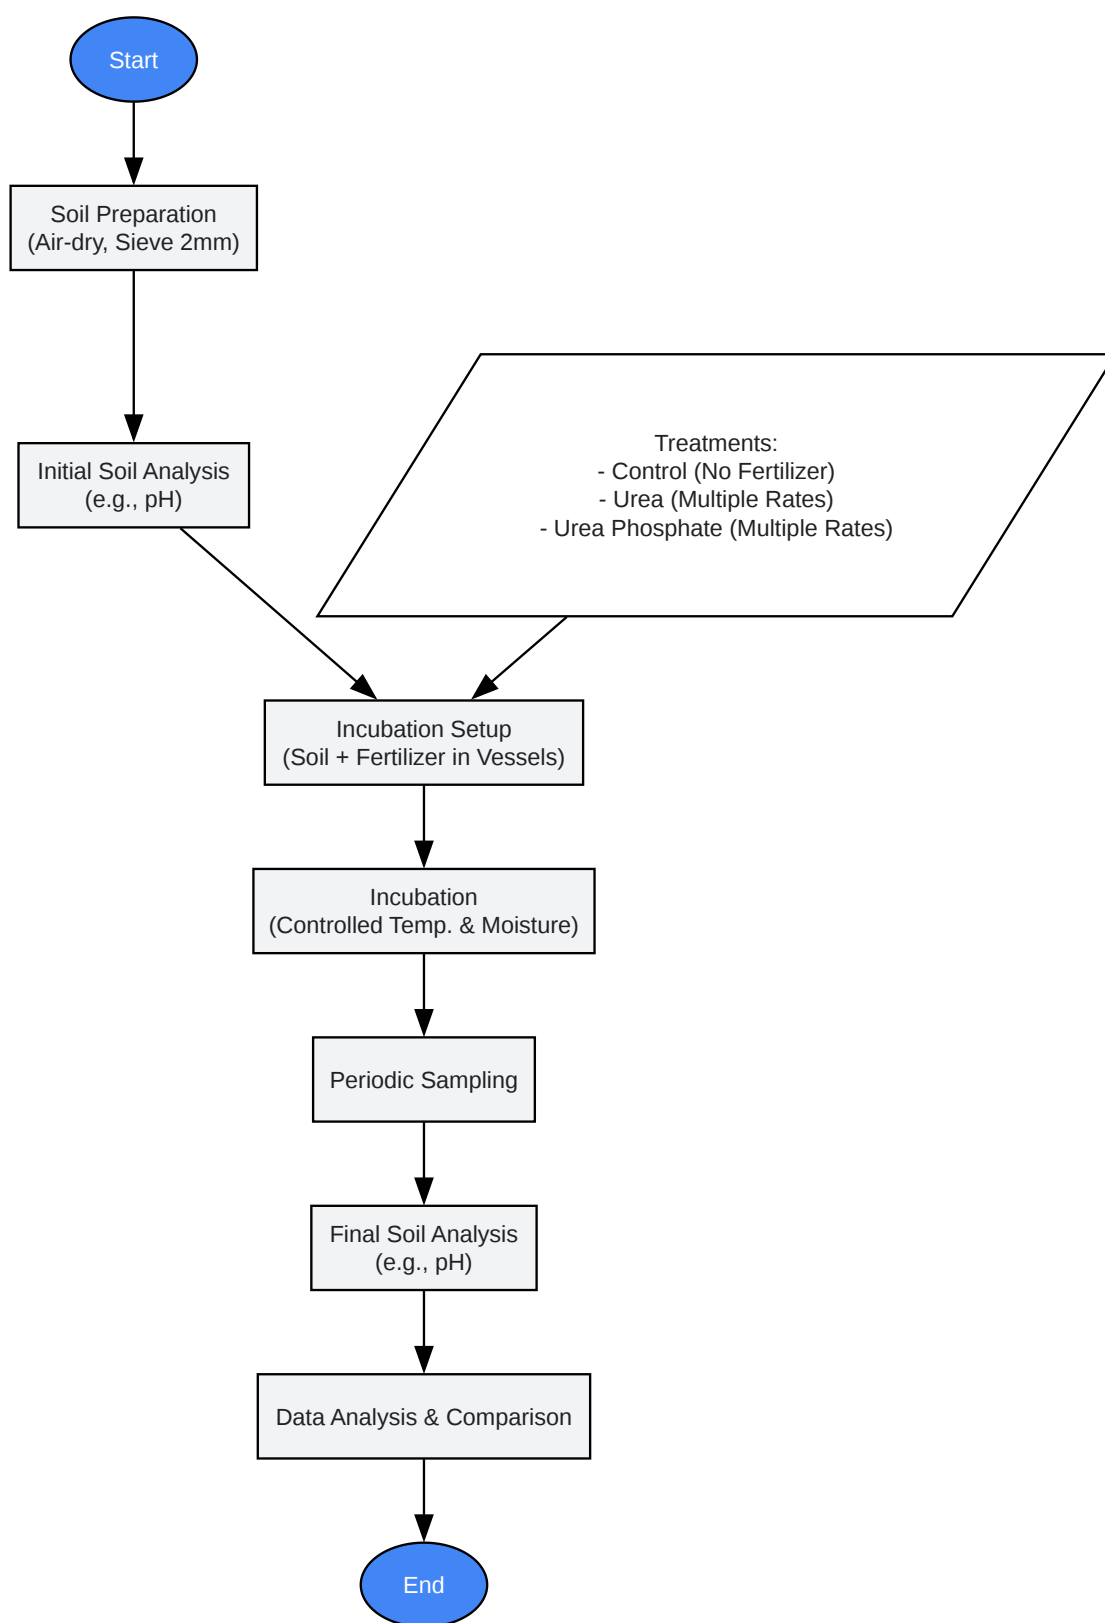 Start
Soil Preparation
(Air-dry, Sieve 2mm)
Initial Soil Analysis
(e.g., pH)
Treatments:
- Control (No Fertilizer)
- Urea (Multiple Rates)
- Urea Phosphate (Multiple Rates)
Incubation Setup
(Soil + Fertilizer in Vessels)
Incubation
(Controlled Temp. & Moisture)
Periodic Sampling
Final Soil Analysis
(e.g., pH)
Data Analysis & Comparison
End